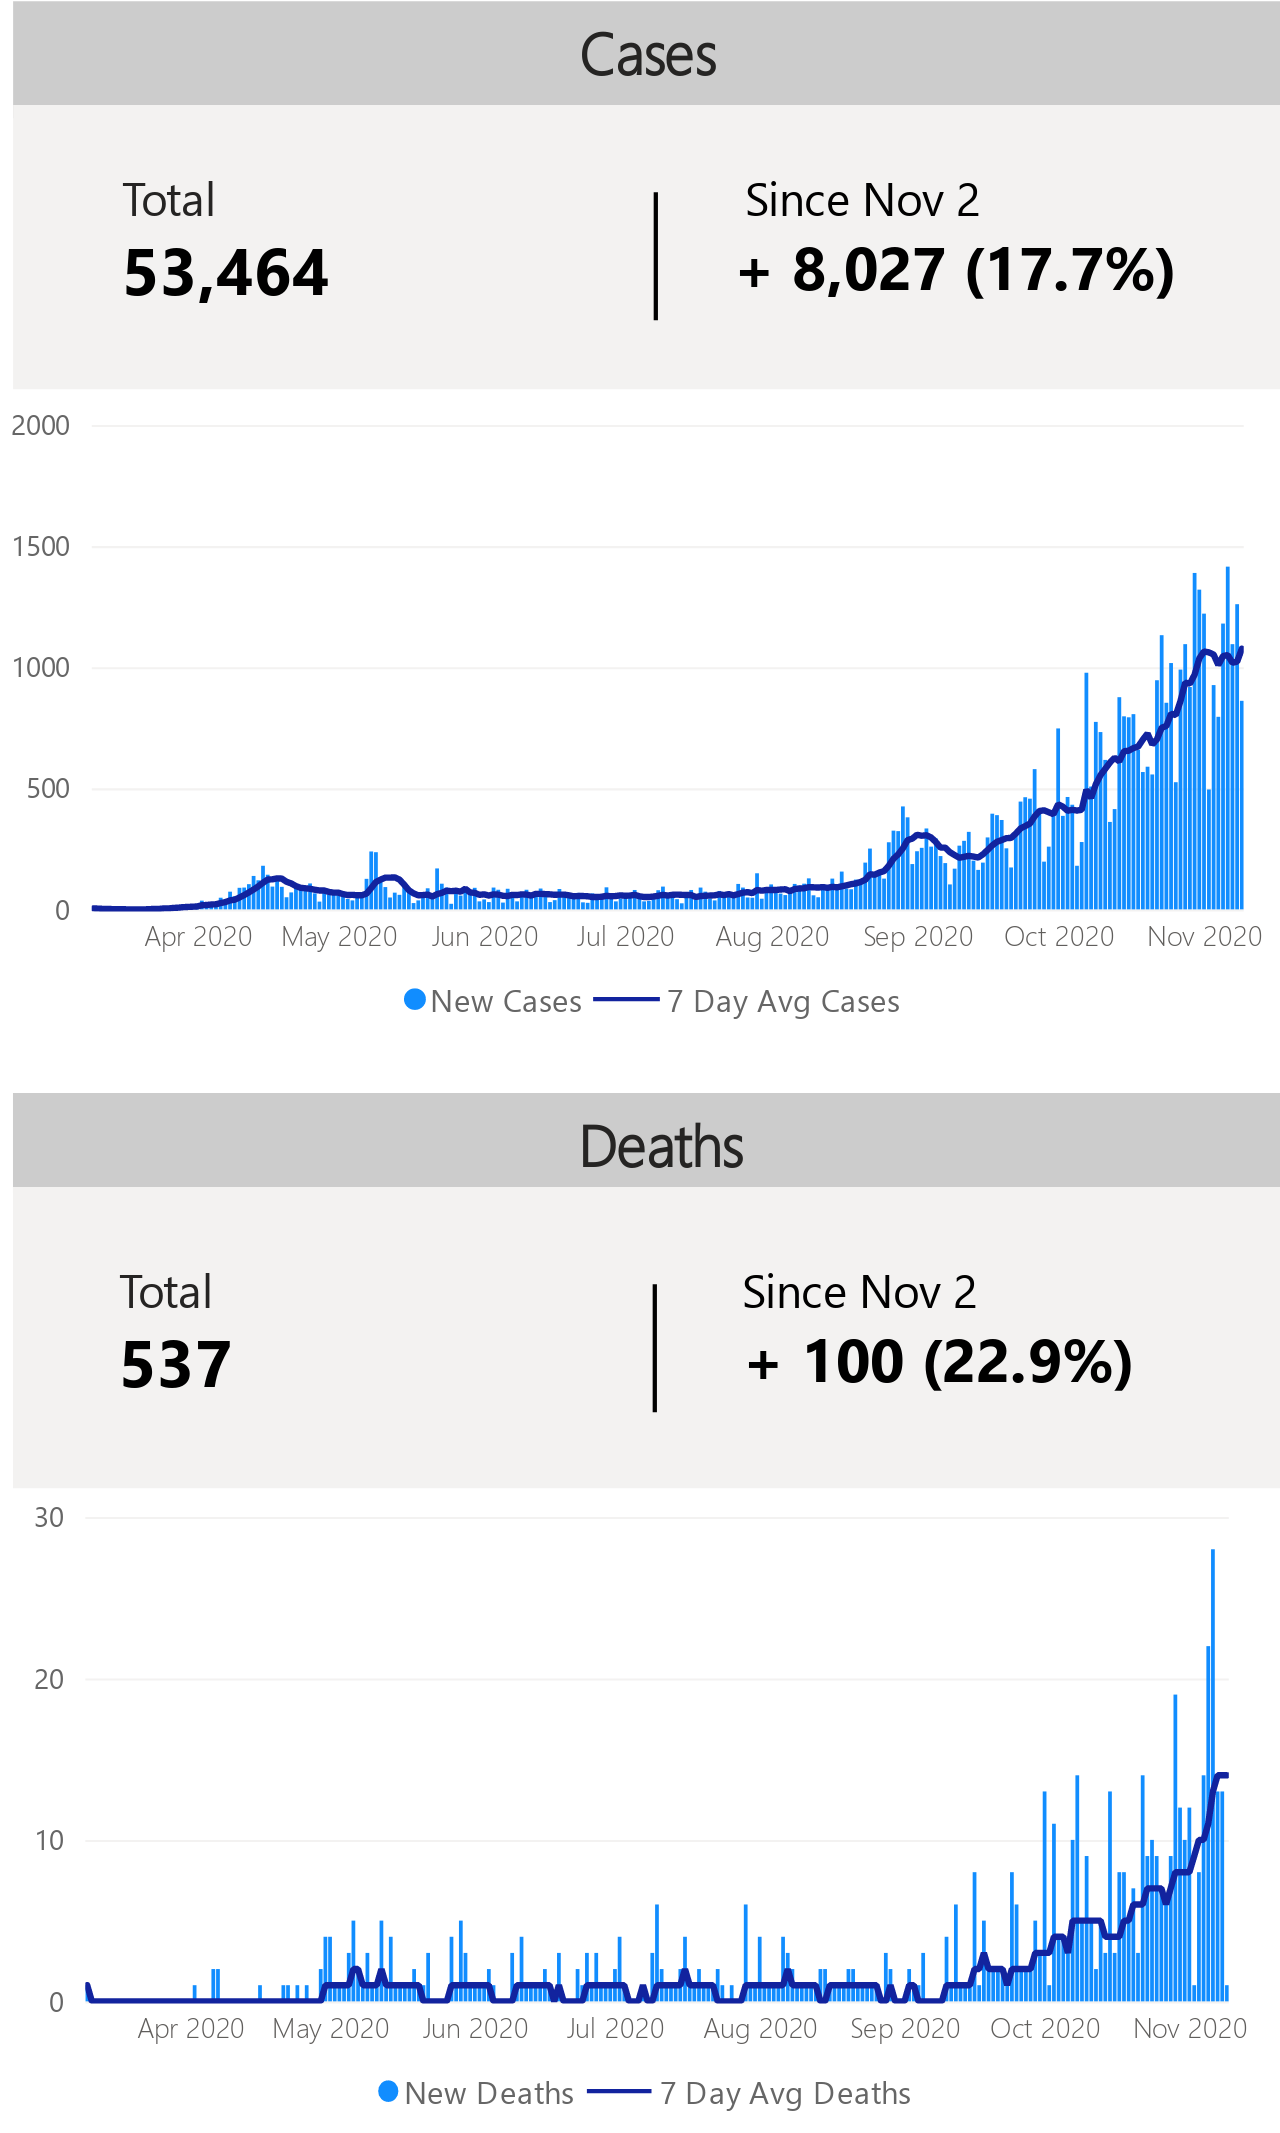 Cases
Total
Since Nov 2
53,464
+ 8,027 (17.7%)
2000
1500
1000
500
0
Apr 2020 May 2020 Jun 2020 Jul 2020 Aug 2020 Sep 2020 Oct 2020 Nov 2020
New Cases 7 Day Avg Cases
Deaths
Total
Since Nov 2
537
+ 100 (22.9%)
30
20
10
0
Apr 2020 May 2020 Jun 2020 Jul 2020 Aug 2020 Sep 2020 Oct 2020 Nov 2020
New Deaths 7 Day Avg Deaths